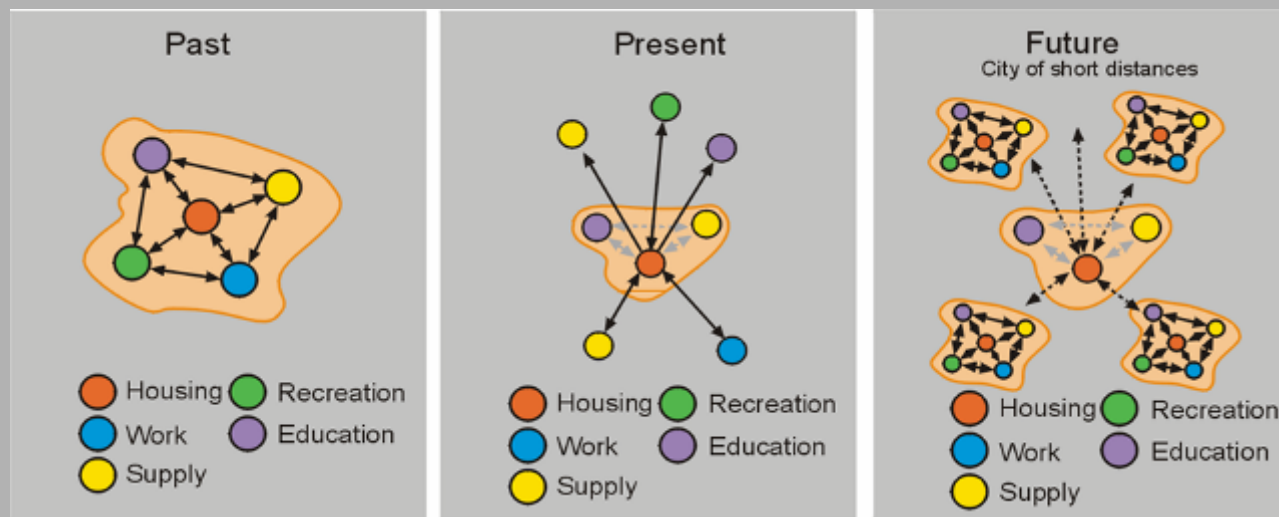 Past
Housing
Recreation
Work
Education
Supply
Present
Housing
Recreation
Work
Education
Supply
Future
City of short distances
Housing
Recreation
Work
Education
Supply